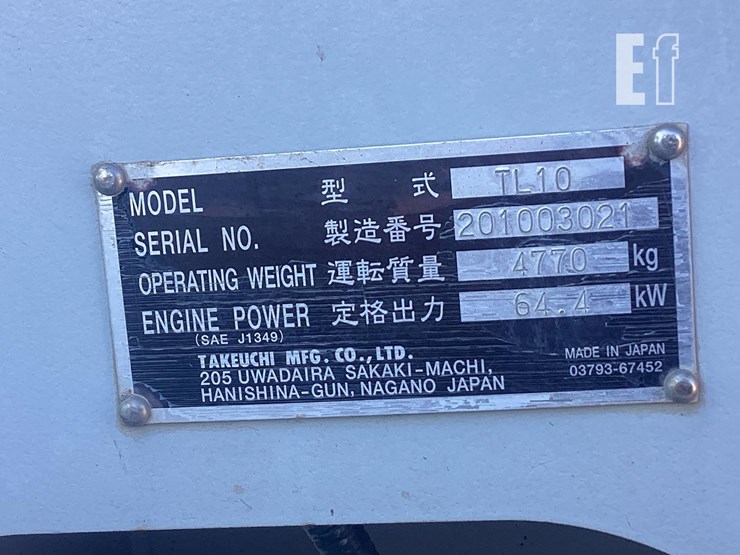 Ef
MODEL 型式 TL10
SERIAL NO. 製造番号 201003021
OPERATING WEIGHT 運転質量 4770 kg
ENGINE POWER 定格出力 64.4 kW
(SAE J1349)
TAKEUCHI MFG. CO., LTD.
205 UWADAIRA SAKAKI-MACHI,
HANISHINA-GUN, NAGANO JAPAN
MADE IN JAPAN
03793-67452